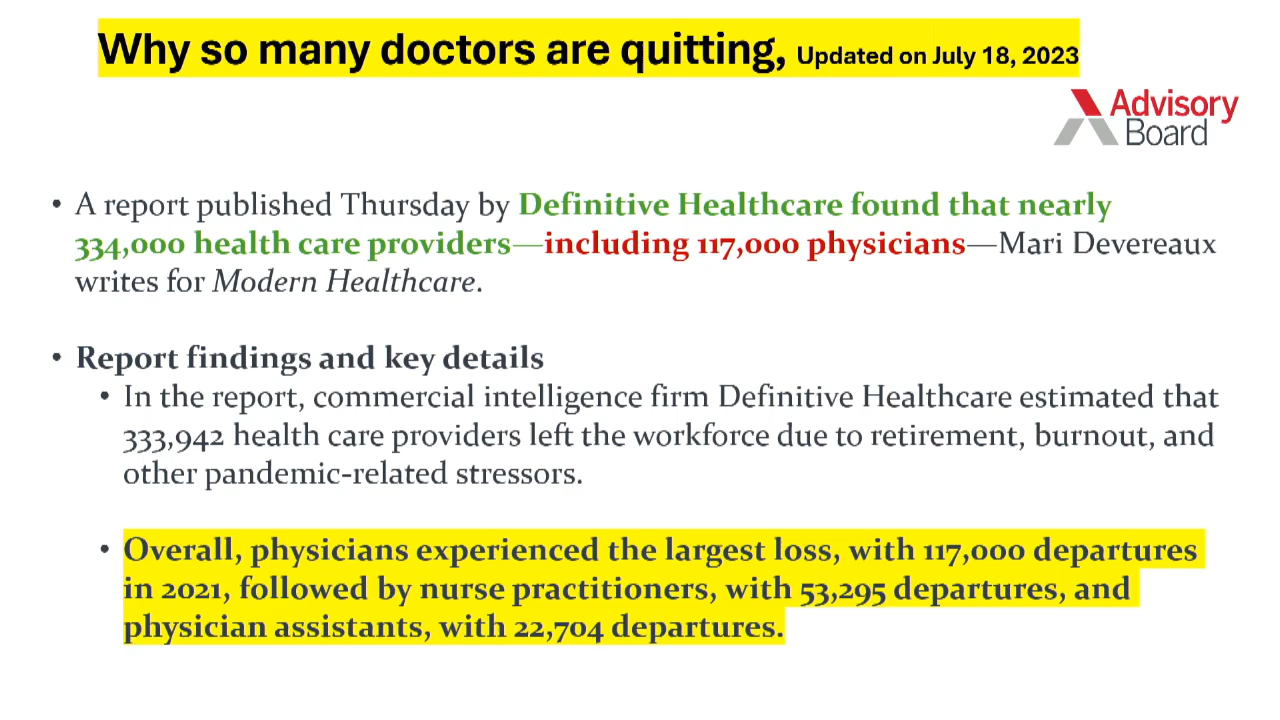 Why so many doctors are quitting, Updated on July 18, 2023
Advisory
Board
• A report published Thursday by Definitive Healthcare found that nearly
334,000 health care providers—including 117,000 physicians—Mari Devereaux
writes for Modern Healthcare.
• Report findings and key details
• In the report, commercial intelligence firm Definitive Healthcare estimated that
333,942 health care providers left the workforce due to retirement, burnout, and
other pandemic-related stressors.
• Overall, physicians experienced the largest loss, with 117,000 departures
in 2021, followed by nurse practitioners, with 53,295 departures, and
physician assistants, with 22,704 departures.